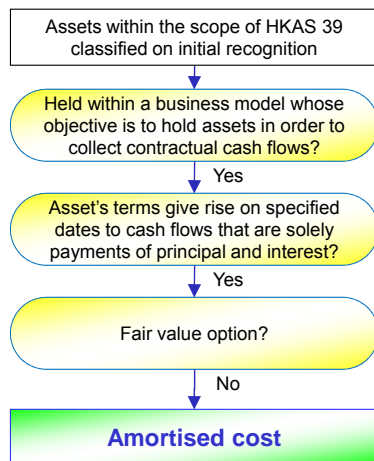 Assets within the scope of HKAS 39
classified on initial recognition
Held within a business model whose
objective is to hold assets in order to
collect contractual cash flows?
Yes
Asset's terms give rise on specified
dates to cash flows that are solely
payments of principal and interest?
Yes
Fair value option?
No
Amortised cost